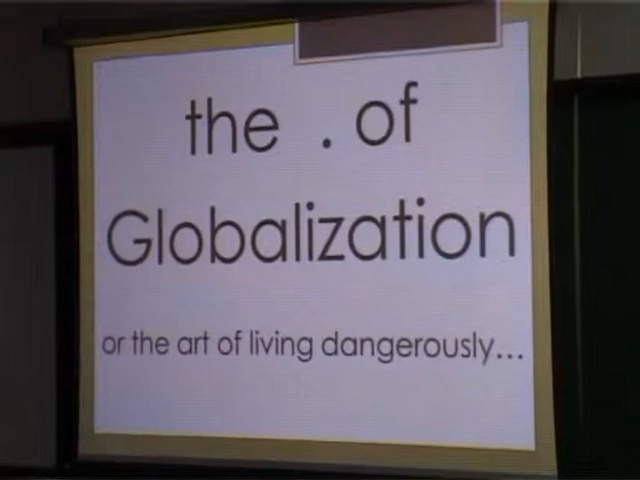 the . of
Globalization
or the art of living dangerously...